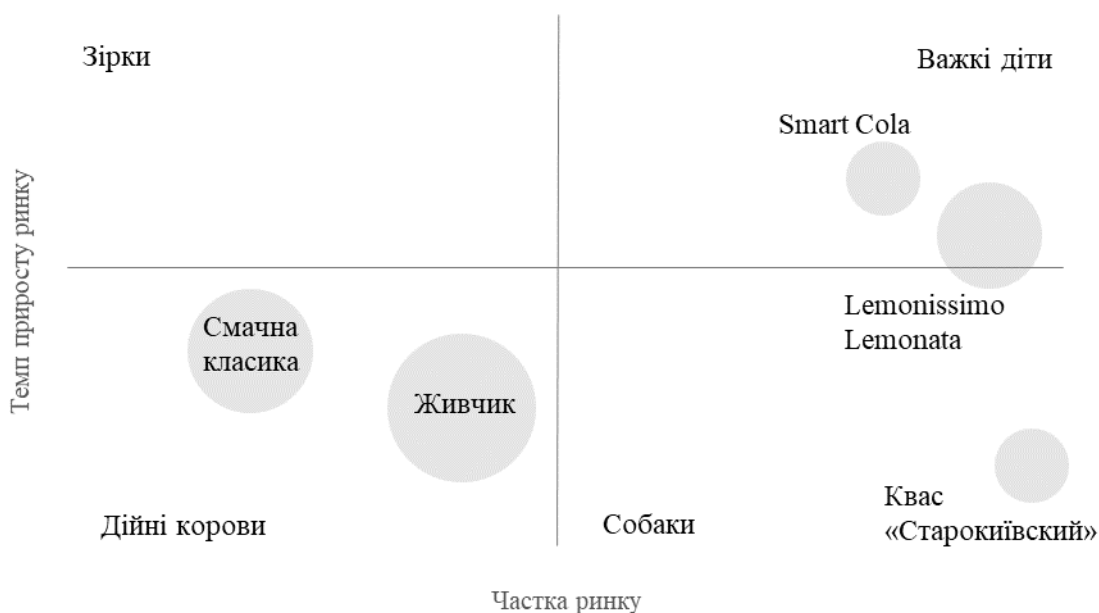 Зірки
Важкі діти
Smart Cola
Темп приросту ринку
Lemonissimo
Lemonata
Смачна
класика
Живчик
Квас
«Старокиївский»
Дійні корови
Собаки
Частка ринку